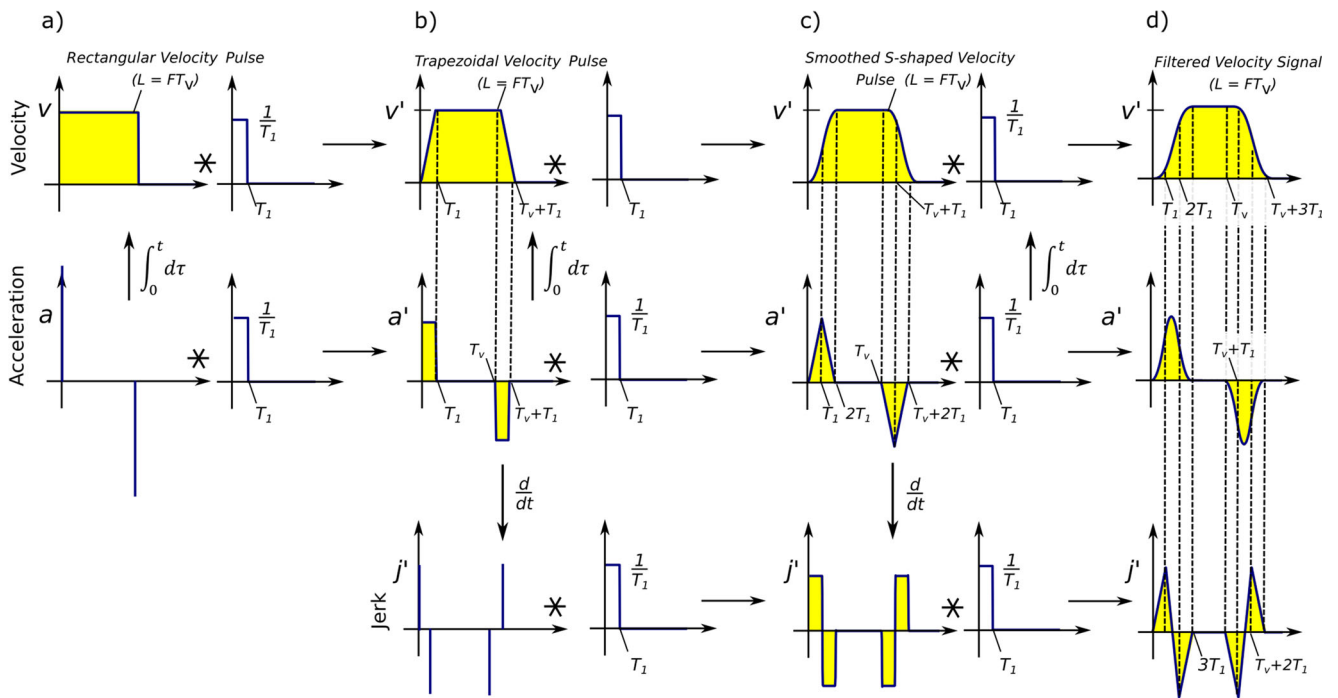 a)
b)
c)
d)
Rectangular Velocity Pulse
(L = FT_V)
Trapezoidal Velocity Pulse
(L = FT_V)
Smoothed S-shaped Velocity
Pulse (L = FT_V)
Filtered Velocity Signal
(L = FT_V)
Velocity
v
*
1/T_1
T_1
v'
T_1
T_v+T_1
*
T_1
v'
T_v+T_1
*
1/T_1
T_1
v'
T_1
2T_1
T_v
T_v+3T_1
∫_0^t dτ
∫_0^t dτ
∫_0^t dτ
Acceleration
a
*
1/T_1
T_1
a'
T_1
T_v
T_v+T_1
*
1/T_1
T_1
a'
T_1
2T_1
T_v
T_v+2T_1
*
1/T_1
T_1
a'
T_v+T_1
d/dt
d/dt
Jerk
j'
*
1/T_1
T_1
j'
*
1/T_1
T_1
j'
3T_1
T_v+2T_1